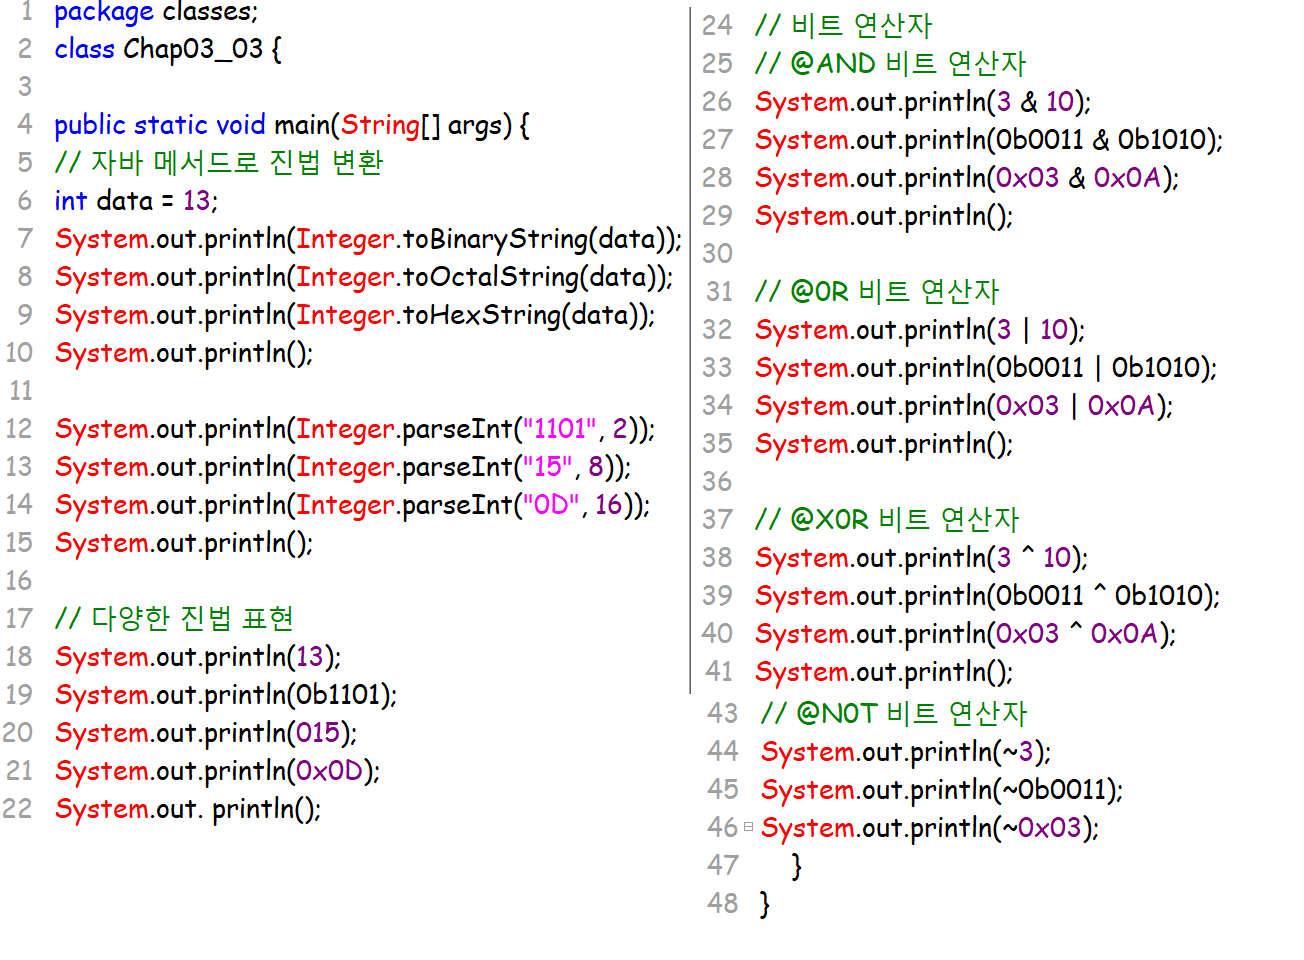 1 package classes;
2 class Chap03_03 {
3
4 public static void main(String[] args) {
5 // 자바 메서드로 진법 변환
6 int data = 13;
7 System.out.println(Integer.toBinaryString(data));
8 System.out.println(Integer.toOctalString(data));
9 System.out.println(Integer.toHexString(data));
10 System.out.println();
11
12 System.out.println(Integer.parseInt("1101", 2));
13 System.out.println(Integer.parseInt("15", 8));
14 System.out.println(Integer.parseInt("0D", 16));
15 System.out.println();
16
17 // 다양한 진법 표현
18 System.out.println(13);
19 System.out.println(0b1101);
20 System.out.println(015);
21 System.out.println(0x0D);
22 System.out. println();
24 // 비트 연산자
25 // @AND 비트 연산자
26 System.out.println(3 & 10);
27 System.out.println(0b0011 & 0b1010);
28 System.out.println(0x03 & 0x0A);
29 System.out.println();
30
31 // @0R 비트 연산자
32 System.out.println(3 | 10);
33 System.out.println(0b0011 | 0b1010);
34 System.out.println(0x03 | 0x0A);
35 System.out.println();
36
37 // @X0R 비트 연산자
38 System.out.println(3 ^ 10);
39 System.out.println(0b0011 ^ 0b1010);
40 System.out.println(0x03 ^ 0x0A);
41 System.out.println();
43 // @N0T 비트 연산자
44 System.out.println(~3);
45 System.out.println(~0b0011);
46 System.out.println(~0x03);
47 }
48 }